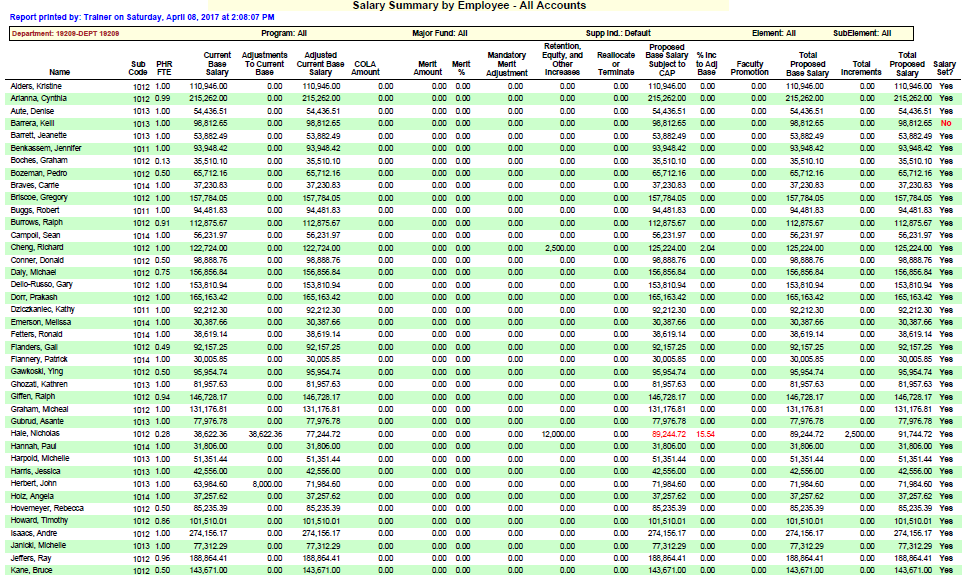 Salary Summary by Employee - All Accounts
Report printed by: Trainer on Saturday, April 08, 2017 at 2:08:07 PM
Department: 19209-DEPT 19209 Program: All Major Fund: All Supp Ind.: Default Element: All SubElement: All
Name Sub Code PHR FTE Current Base Salary Adjustments To Current Base Adjusted Current Base Salary COLA Amount Merit Amount Merit % Mandatory Merit Adjustment Retention, Equity, and Other Increases Reallocate or Terminate Proposed Base Salary Subject to CAP % Inc to Adj Base Faculty Promotion Total Proposed Base Salary Total Increments Total Proposed Salary Salary Set?
Alders, Kristine 1012 1.00 110,946.00 0.00 110,946.00 0.00 0.00 0.00 0.00 0.00 0.00 110,946.00 0.00 0.00 110,946.00 0.00 110,946.00 Yes
Arianna, Cynthia 1012 0.99 215,262.00 0.00 215,262.00 0.00 0.00 0.00 0.00 0.00 0.00 215,262.00 0.00 0.00 215,262.00 0.00 215,262.00 Yes
Aute, Denise 1013 1.00 54,436.51 0.00 54,436.51 0.00 0.00 0.00 0.00 0.00 0.00 54,436.51 0.00 0.00 54,436.51 0.00 54,436.51 Yes
Barrera, Kelli 1013 1.00 98,812.65 0.00 98,812.65 0.00 0.00 0.00 0.00 0.00 0.00 98,812.65 0.00 0.00 98,812.65 0.00 98,812.65 No
Barrett, Jeanette 1013 1.00 53,882.49 0.00 53,882.49 0.00 0.00 0.00 0.00 0.00 0.00 53,882.49 0.00 0.00 53,882.49 0.00 53,882.49 Yes
Benkassem, Jennifer 1011 1.00 93,948.42 0.00 93,948.42 0.00 0.00 0.00 0.00 0.00 0.00 93,948.42 0.00 0.00 93,948.42 0.00 93,948.42 Yes
Boches, Graham 1012 0.13 35,510.10 0.00 35,510.10 0.00 0.00 0.00 0.00 0.00 0.00 35,510.10 0.00 0.00 35,510.10 0.00 35,510.10 Yes
Bozeman, Pedro 1012 0.50 65,712.16 0.00 65,712.16 0.00 0.00 0.00 0.00 0.00 0.00 65,712.16 0.00 0.00 65,712.16 0.00 65,712.16 Yes
Braves, Carrie 1014 1.00 37,230.83 0.00 37,230.83 0.00 0.00 0.00 0.00 0.00 0.00 37,230.83 0.00 0.00 37,230.83 0.00 37,230.83 Yes
Briscoe, Gregory 1012 1.00 157,784.05 0.00 157,784.05 0.00 0.00 0.00 0.00 0.00 0.00 157,784.05 0.00 0.00 157,784.05 0.00 157,784.05 Yes
Buggs, Robert 1011 1.00 94,481.83 0.00 94,481.83 0.00 0.00 0.00 0.00 0.00 0.00 94,481.83 0.00 0.00 94,481.83 0.00 94,481.83 Yes
Burrows, Ralph 1012 0.91 112,875.67 0.00 112,875.67 0.00 0.00 0.00 0.00 0.00 0.00 112,875.67 0.00 0.00 112,875.67 0.00 112,875.67 Yes
Campoli, Sean 1014 1.00 56,231.97 0.00 56,231.97 0.00 0.00 0.00 0.00 0.00 0.00 56,231.97 0.00 0.00 56,231.97 0.00 56,231.97 Yes
Cheng, Richard 1012 1.00 122,724.00 0.00 122,724.00 0.00 0.00 0.00 0.00 2,500.00 0.00 125,224.00 2.04 0.00 125,224.00 0.00 125,224.00 Yes
Conner, Donald 1012 0.50 98,888.76 0.00 98,888.76 0.00 0.00 0.00 0.00 0.00 0.00 98,888.76 0.00 0.00 98,888.76 0.00 98,888.76 Yes
Daly, Michael 1012 0.75 156,856.84 0.00 156,856.84 0.00 0.00 0.00 0.00 0.00 0.00 156,856.84 0.00 0.00 156,856.84 0.00 156,856.84 Yes
Dello-Russo, Gary 1012 1.00 153,810.94 0.00 153,810.94 0.00 0.00 0.00 0.00 0.00 0.00 153,810.94 0.00 0.00 153,810.94 0.00 153,810.94 Yes
Dorr, Prakash 1012 1.00 165,163.42 0.00 165,163.42 0.00 0.00 0.00 0.00 0.00 0.00 165,163.42 0.00 0.00 165,163.42 0.00 165,163.42 Yes
Dziczkaniec, Kathy 1011 1.00 92,212.30 0.00 92,212.30 0.00 0.00 0.00 0.00 0.00 0.00 92,212.30 0.00 0.00 92,212.30 0.00 92,212.30 Yes
Emerson, Melissa 1014 1.00 30,387.66 0.00 30,387.66 0.00 0.00 0.00 0.00 0.00 0.00 30,387.66 0.00 0.00 30,387.66 0.00 30,387.66 Yes
Fetters, Ronald 1014 1.00 38,619.14 0.00 38,619.14 0.00 0.00 0.00 0.00 0.00 0.00 38,619.14 0.00 0.00 38,619.14 0.00 38,619.14 Yes
Flanders, Gail 1012 0.49 92,157.25 0.00 92,157.25 0.00 0.00 0.00 0.00 0.00 0.00 92,157.25 0.00 0.00 92,157.25 0.00 92,157.25 Yes
Flannery, Patrick 1014 1.00 30,005.85 0.00 30,005.85 0.00 0.00 0.00 0.00 0.00 0.00 30,005.85 0.00 0.00 30,005.85 0.00 30,005.85 Yes
Gawkoski, Ying 1012 0.50 95,954.74 0.00 95,954.74 0.00 0.00 0.00 0.00 0.00 0.00 95,954.74 0.00 0.00 95,954.74 0.00 95,954.74 Yes
Ghozati, Kathren 1013 1.00 81,957.63 0.00 81,957.63 0.00 0.00 0.00 0.00 0.00 0.00 81,957.63 0.00 0.00 81,957.63 0.00 81,957.63 Yes
Giffen, Ralph 1012 0.94 146,728.17 0.00 146,728.17 0.00 0.00 0.00 0.00 0.00 0.00 146,728.17 0.00 0.00 146,728.17 0.00 146,728.17 Yes
Graham, Micheal 1012 1.00 131,176.81 0.00 131,176.81 0.00 0.00 0.00 0.00 0.00 0.00 131,176.81 0.00 0.00 131,176.81 0.00 131,176.81 Yes
Gubrud, Asante 1013 1.00 77,976.78 0.00 77,976.78 0.00 0.00 0.00 0.00 0.00 0.00 77,976.78 0.00 0.00 77,976.78 0.00 77,976.78 Yes
Hale, Nicholas 1012 0.28 38,622.36 38,622.36 77,244.72 0.00 0.00 0.00 0.00 12,000.00 0.00 89,244.72 15.54 0.00 89,244.72 2,500.00 91,744.72 Yes
Hannah, Paul 1014 1.00 31,806.00 0.00 31,806.00 0.00 0.00 0.00 0.00 0.00 0.00 31,806.00 0.00 0.00 31,806.00 0.00 31,806.00 Yes
Harpold, Michelle 1013 1.00 51,351.44 0.00 51,351.44 0.00 0.00 0.00 0.00 0.00 0.00 51,351.44 0.00 0.00 51,351.44 0.00 51,351.44 Yes
Harris, Jessica 1013 1.00 42,556.00 0.00 42,556.00 0.00 0.00 0.00 0.00 0.00 0.00 42,556.00 0.00 0.00 42,556.00 0.00 42,556.00 Yes
Herbert, John 1013 1.00 63,984.60 8,000.00 71,984.60 0.00 0.00 0.00 0.00 0.00 0.00 71,984.60 0.00 0.00 71,984.60 0.00 71,984.60 Yes
Holz, Angela 1014 1.00 37,257.62 0.00 37,257.62 0.00 0.00 0.00 0.00 0.00 0.00 37,257.62 0.00 0.00 37,257.62 0.00 37,257.62 Yes
Hovemeyer, Rebecca 1012 0.50 85,235.39 0.00 85,235.39 0.00 0.00 0.00 0.00 0.00 0.00 85,235.39 0.00 0.00 85,235.39 0.00 85,235.39 Yes
Howard, Timothy 1012 0.86 101,510.01 0.00 101,510.01 0.00 0.00 0.00 0.00 0.00 0.00 101,510.01 0.00 0.00 101,510.01 0.00 101,510.01 Yes
Isaacs, Andre 1012 1.00 274,156.17 0.00 274,156.17 0.00 0.00 0.00 0.00 0.00 0.00 274,156.17 0.00 0.00 274,156.17 0.00 274,156.17 Yes
Janicki, Michelle 1013 1.00 77,312.29 0.00 77,312.29 0.00 0.00 0.00 0.00 0.00 0.00 77,312.29 0.00 0.00 77,312.29 0.00 77,312.29 Yes
Jeffers, Ray 1012 0.96 188,864.41 0.00 188,864.41 0.00 0.00 0.00 0.00 0.00 0.00 188,864.41 0.00 0.00 188,864.41 0.00 188,864.41 Yes
Kane, Bruce 1012 0.50 143,671.00 0.00 143,671.00 0.00 0.00 0.00 0.00 0.00 0.00 143,671.00 0.00 0.00 143,671.00 0.00 143,671.00 Yes